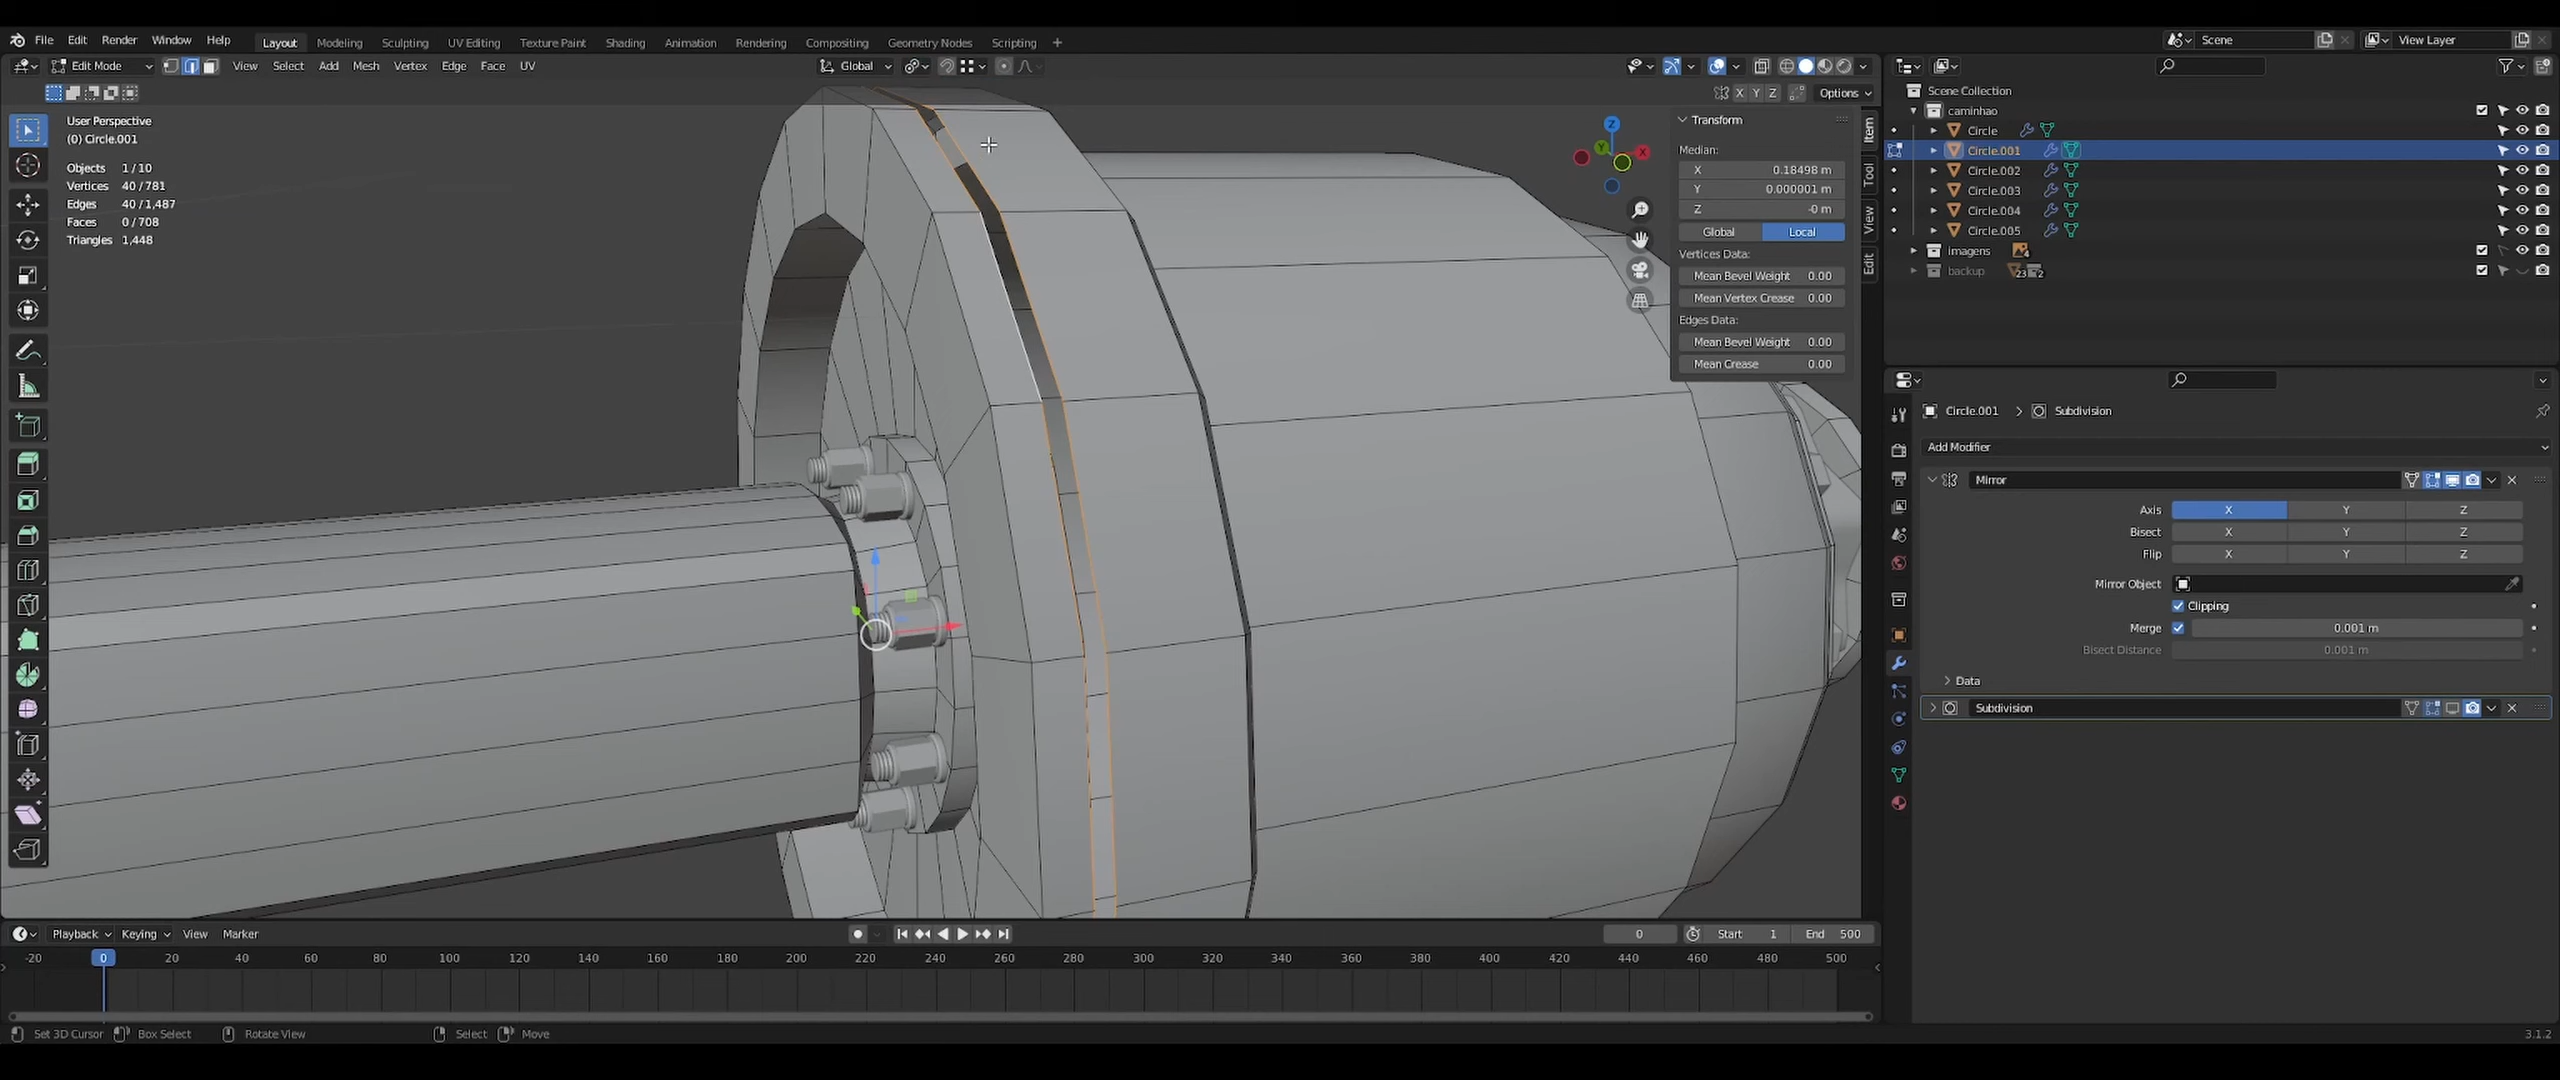 File Edit Render Window Help Layout Modeling Sculpting UV Editing Texture Paint Shading Animation Rendering Compositing Geometry Nodes Scripting +
Scene
View Layer
Edit Mode View Select Add Mesh Vertex Edge Face UV
Global
X Y Z Options
User Perspective
(0) Circle.001
Objects 1/10
Vertices 40/781
Edges 40/1,487
Faces 0/708
Triangles 1,448
Z
Y
X
Transform
Median:
X 0.18498 m
Y 0.000001 m
Z -0 m
Global Local
Vertices Data:
Mean Bevel Weight 0.00
Mean Vertex Crease 0.00
Edges Data:
Mean Bevel Weight 0.00
Mean Crease 0.00
Item
Tool
View
Edit
Scene Collection
caminhao
Circle
Circle.001
Circle.002
Circle.003
Circle.004
Circle.005
Imagens 4
backup 23 2
Circle.001 > Subdivision
Add Modifier
Mirror
Axis X Y Z
Bisect X Y Z
Flip X Y Z
Mirror Object
Clipping
Merge 0.001 m
Bisect Distance 0.001 m
Data
Subdivision
Playback Keying View Marker
0 Start 1 End 500
-20 0 20 40 60 80 100 120 140 160 180 200 220 240 260 280 300 320 340 360 380 400 420 440 460 480 500
Set 3D Cursor Box Select Rotate View Select Move
3.1.2